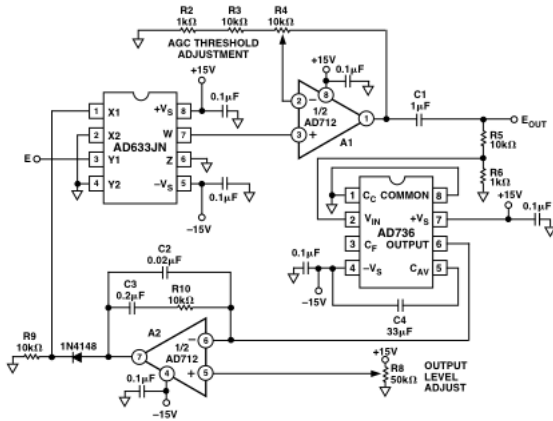 R2
1kΩ
R3
10kΩ
R4
10kΩ
AGC THRESHOLD
ADJUSTMENT
+15V
0.1µF
1 X1 +VS 8
2 X2 W 7
AD633JN
3 Y1 Z 6
4 Y2 –VS 5
E
0.1µF
–15V
+15V
0.1µF
8
2 –
1/2
AD712
3 +
1
A1
C1
1µF
EOUT
R5
10kΩ
R6
1kΩ
+15V
0.1µF
1 CC COMMON 8
AD736
2 VIN +VS 7
3 CF OUTPUT 6
4 –VS CAV 5
0.1µF
–15V
C4
33µF
C2
0.02µF
C3
0.2µF
R10
10kΩ
A2
R9
10kΩ
1N4148
7
– 6
1/2
AD712
+ 5
4
0.1µF
–15V
+15V
R8
50kΩ
OUTPUT
LEVEL
ADJUST